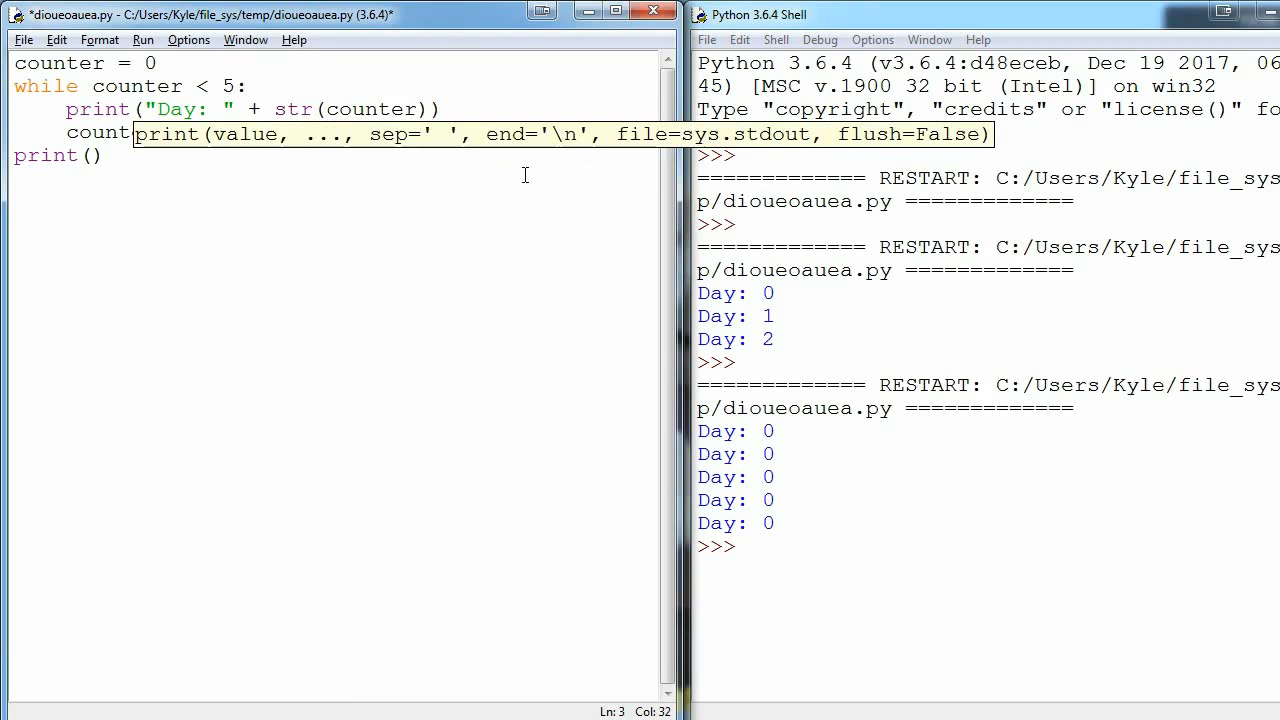 *dioueoauea.py - C:/Users/Kyle/file_sys/temp/dioueoauea.py (3.6.4)*
File Edit Format Run Options Window Help
counter = 0
while counter < 5:
    print("Day: " + str(counter))
    count
print(value, ..., sep=' ', end='\n', file=sys.stdout, flush=False)
print()
Ln: 3 Col: 32
Python 3.6.4 Shell
File Edit Shell Debug Options Window Help
Python 3.6.4 (v3.6.4:d48eceb, Dec 19 2017, 06
45) [MSC v.1900 32 bit (Intel)] on win32
Type "copyright", "credits" or "license()" fo
>>>
============= RESTART: C:/Users/Kyle/file_sys
p/dioueoauea.py =============
>>>
============= RESTART: C:/Users/Kyle/file_sys
p/dioueoauea.py =============
Day: 0
Day: 1
Day: 2
>>>
============= RESTART: C:/Users/Kyle/file_sys
p/dioueoauea.py =============
Day: 0
Day: 0
Day: 0
Day: 0
Day: 0
>>>